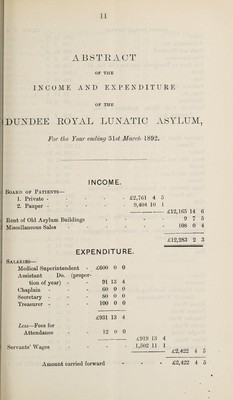 11
ABSTRACT
OF THE
INCOME AND EXPENDITURE
OF THE
DUNDEE ROYAL LUNATIC ASYLUM,
For the Year ending 31st March 1892.
INCOME.
BOARD OF PATIENTS—
1. Private - - - - - £2,761 4 5
2. Pauper - - - - - 9,404 10 1
£12,165 14 6
Rent of Old Asylum Buildings - - - - 9 7 5
Miscellaneous Sales - - - - 108 0 4
£12,283 2 3
EXPENDITURE.
SALARIES—
Medical Superintendent - £600 0 0
Assistant Do. (propor-
tion of year) - - 91 13 4
Chaplain - - 60 0 0
Secretary - - - 80 0 0
Treasurer - - - 100 0 0
£931 13 4
Less—Fees for
Attendance - 12 0 0
£919 13 4
Servants' Wages - - - - 1,502 11 1
£2,422 4 5
Amount carried forward - - - £2,422 4 5